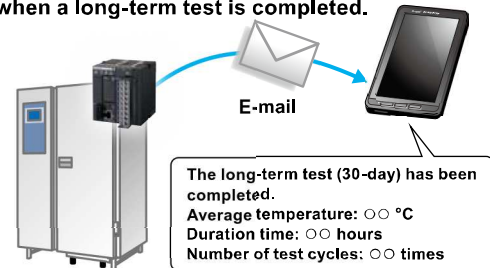 when a long-term test is completed.
E-mail
The long-term test (30-day) has been
completed.
Average temperature: ○○ °C
Duration time: ○○ hours
Number of test cycles: ○○ times